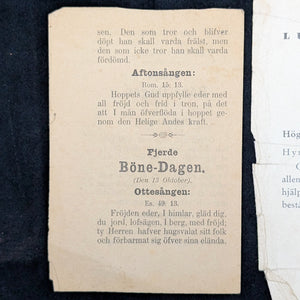 sen. Den som tror och blifver
döpt han skall varda frälst, men
den som icke tror han skall varda
fördömd.
Aftonsången:
Rom. 15: 13.
Hoppets Gud uppfylle eder med
all fröjd och frid i tron, på det
att I mån öfverflöda i hoppet ge-
nom den Helige Andes kraft.
Fjerde
Böne-Dagen.
(Den 13 Oktober).
Ottesången:
Es. 49: 13.
Fröjden eder, I himlar, gläd dig,
du jord, lofsägen, I berg, med fröjd;
ty Herren hafver hugsvalat sitt folk
och förbarmat sig öfver sina elända.
L U
Hög
Hy
allen
hjälp
besta